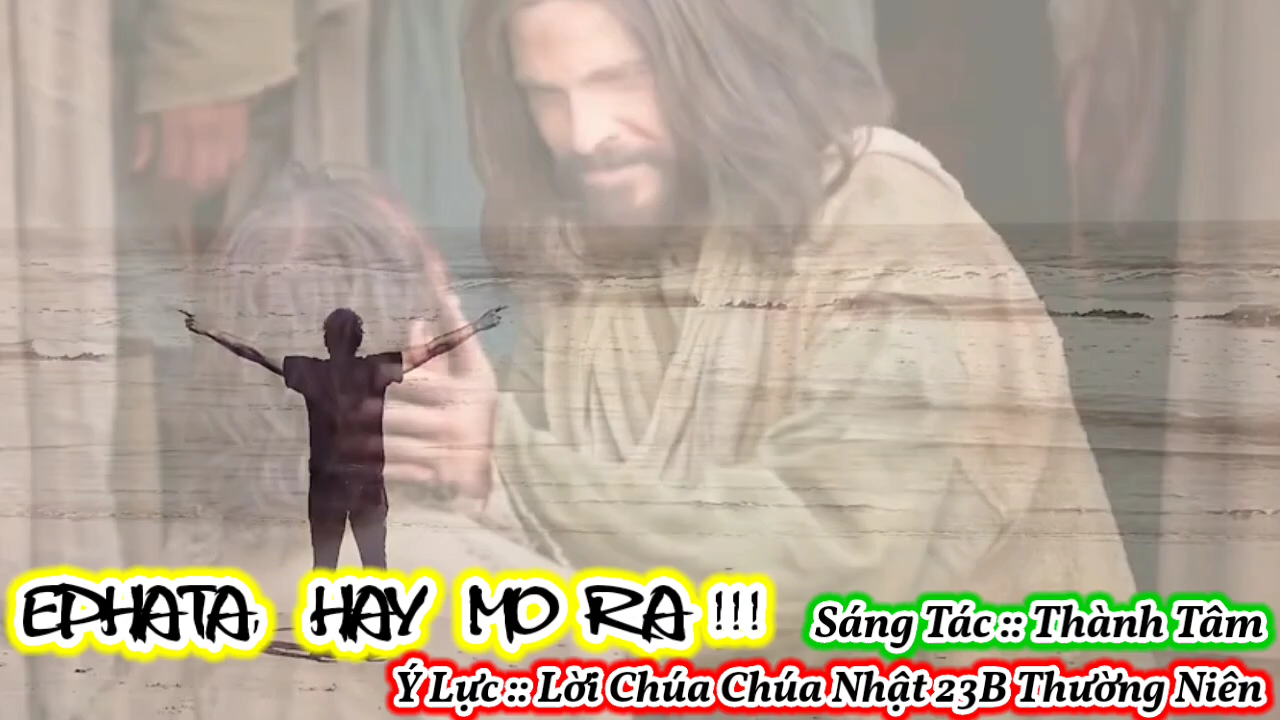 EPHATA, HAY MO RA !!!
Sáng Tác :: Thành Tâm
Ý Lực :: Lời Chúa Chúa Nhật 23B Thường Niên